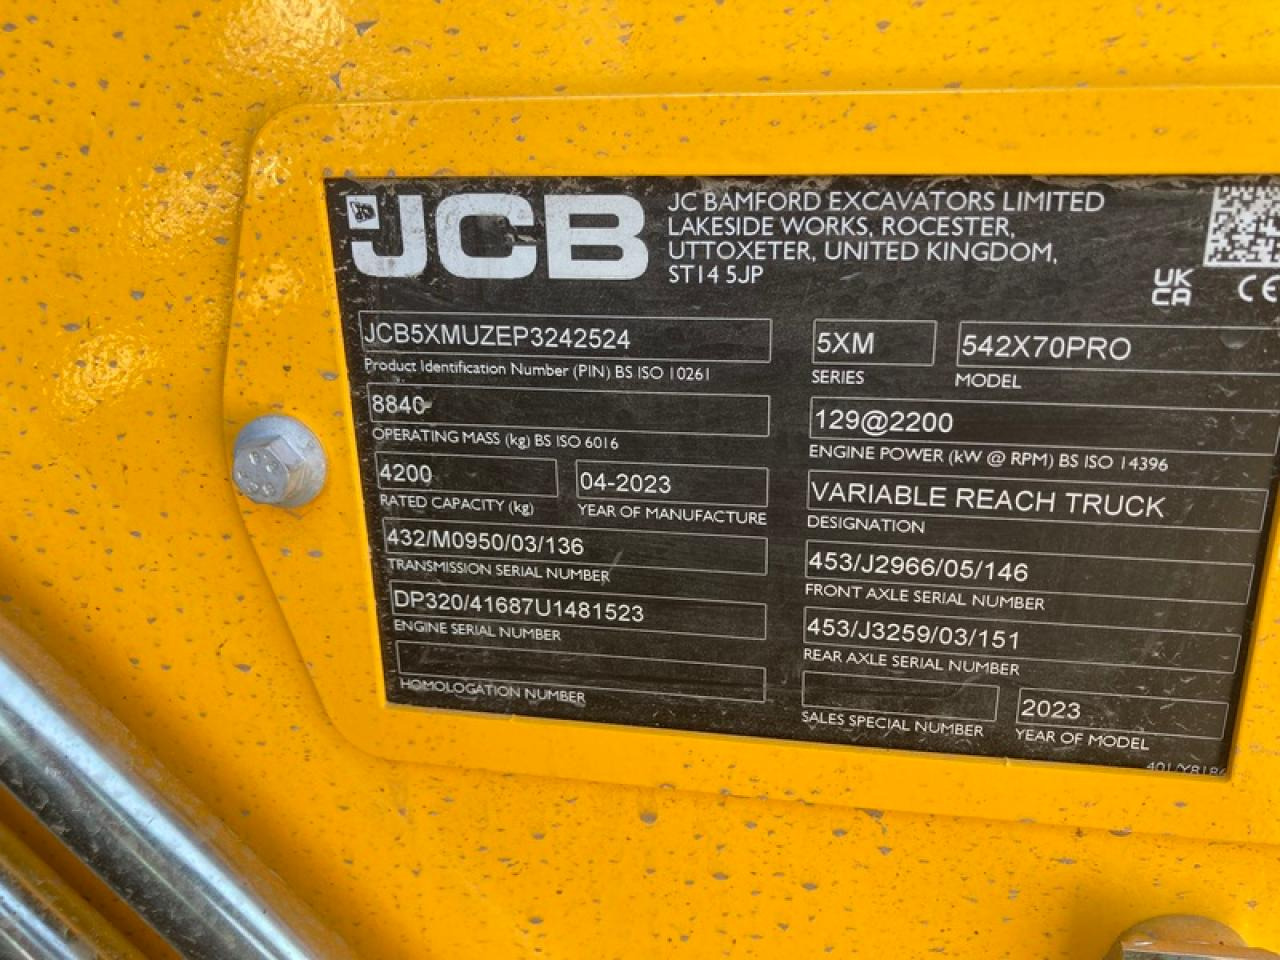 JCB
JC BAMFORD EXCAVATORS LIMITED
LAKESIDE WORKS, ROCESTER,
UTTOXETER, UNITED KINGDOM,
ST14 5JP
UK
CA
CE
JCB5XMUZEP3242524
Product Identification Number (PIN) BS ISO 10261
5XM
SERIES
542X70PRO
MODEL
8840
OPERATING MASS (kg) BS ISO 6016
129@2200
ENGINE POWER (kW @ RPM) BS ISO 14396
4200
RATED CAPACITY (kg)
04-2023
YEAR OF MANUFACTURE
VARIABLE REACH TRUCK
DESIGNATION
432/M0950/03/136
TRANSMISSION SERIAL NUMBER
453/J2966/05/146
FRONT AXLE SERIAL NUMBER
DP320/41687U1481523
ENGINE SERIAL NUMBER
453/J3259/03/151
REAR AXLE SERIAL NUMBER
HOMOLOGATION NUMBER
SALES SPECIAL NUMBER
2023
YEAR OF MODEL